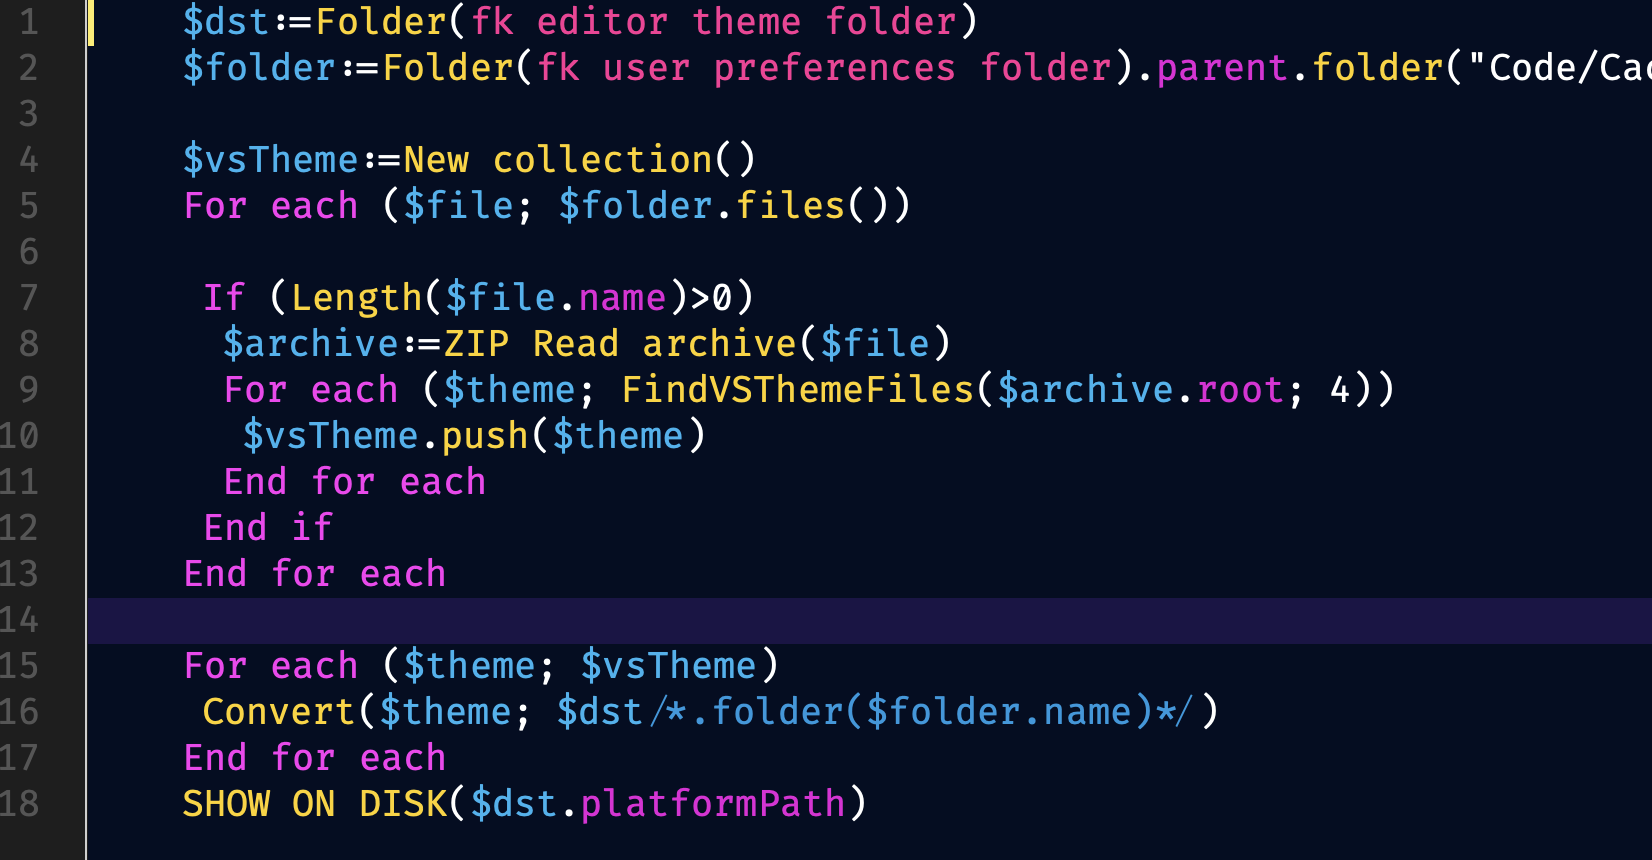 1 $dst:=Folder(fk editor theme folder)
2 $folder:=Folder(fk user preferences folder).parent.folder("Code/Cac
3
4 $vsTheme:=New collection()
5 For each ($file; $folder.files())
6
7 If (Length($file.name)>0)
8 $archive:=ZIP Read archive($file)
9 For each ($theme; FindVSThemeFiles($archive.root; 4))
10 $vsTheme.push($theme)
11 End for each
12 End if
13 End for each
14
15 For each ($theme; $vsTheme)
16 Convert($theme; $dst/*.folder($folder.name)*/)
17 End for each
18 SHOW ON DISK($dst.platformPath)